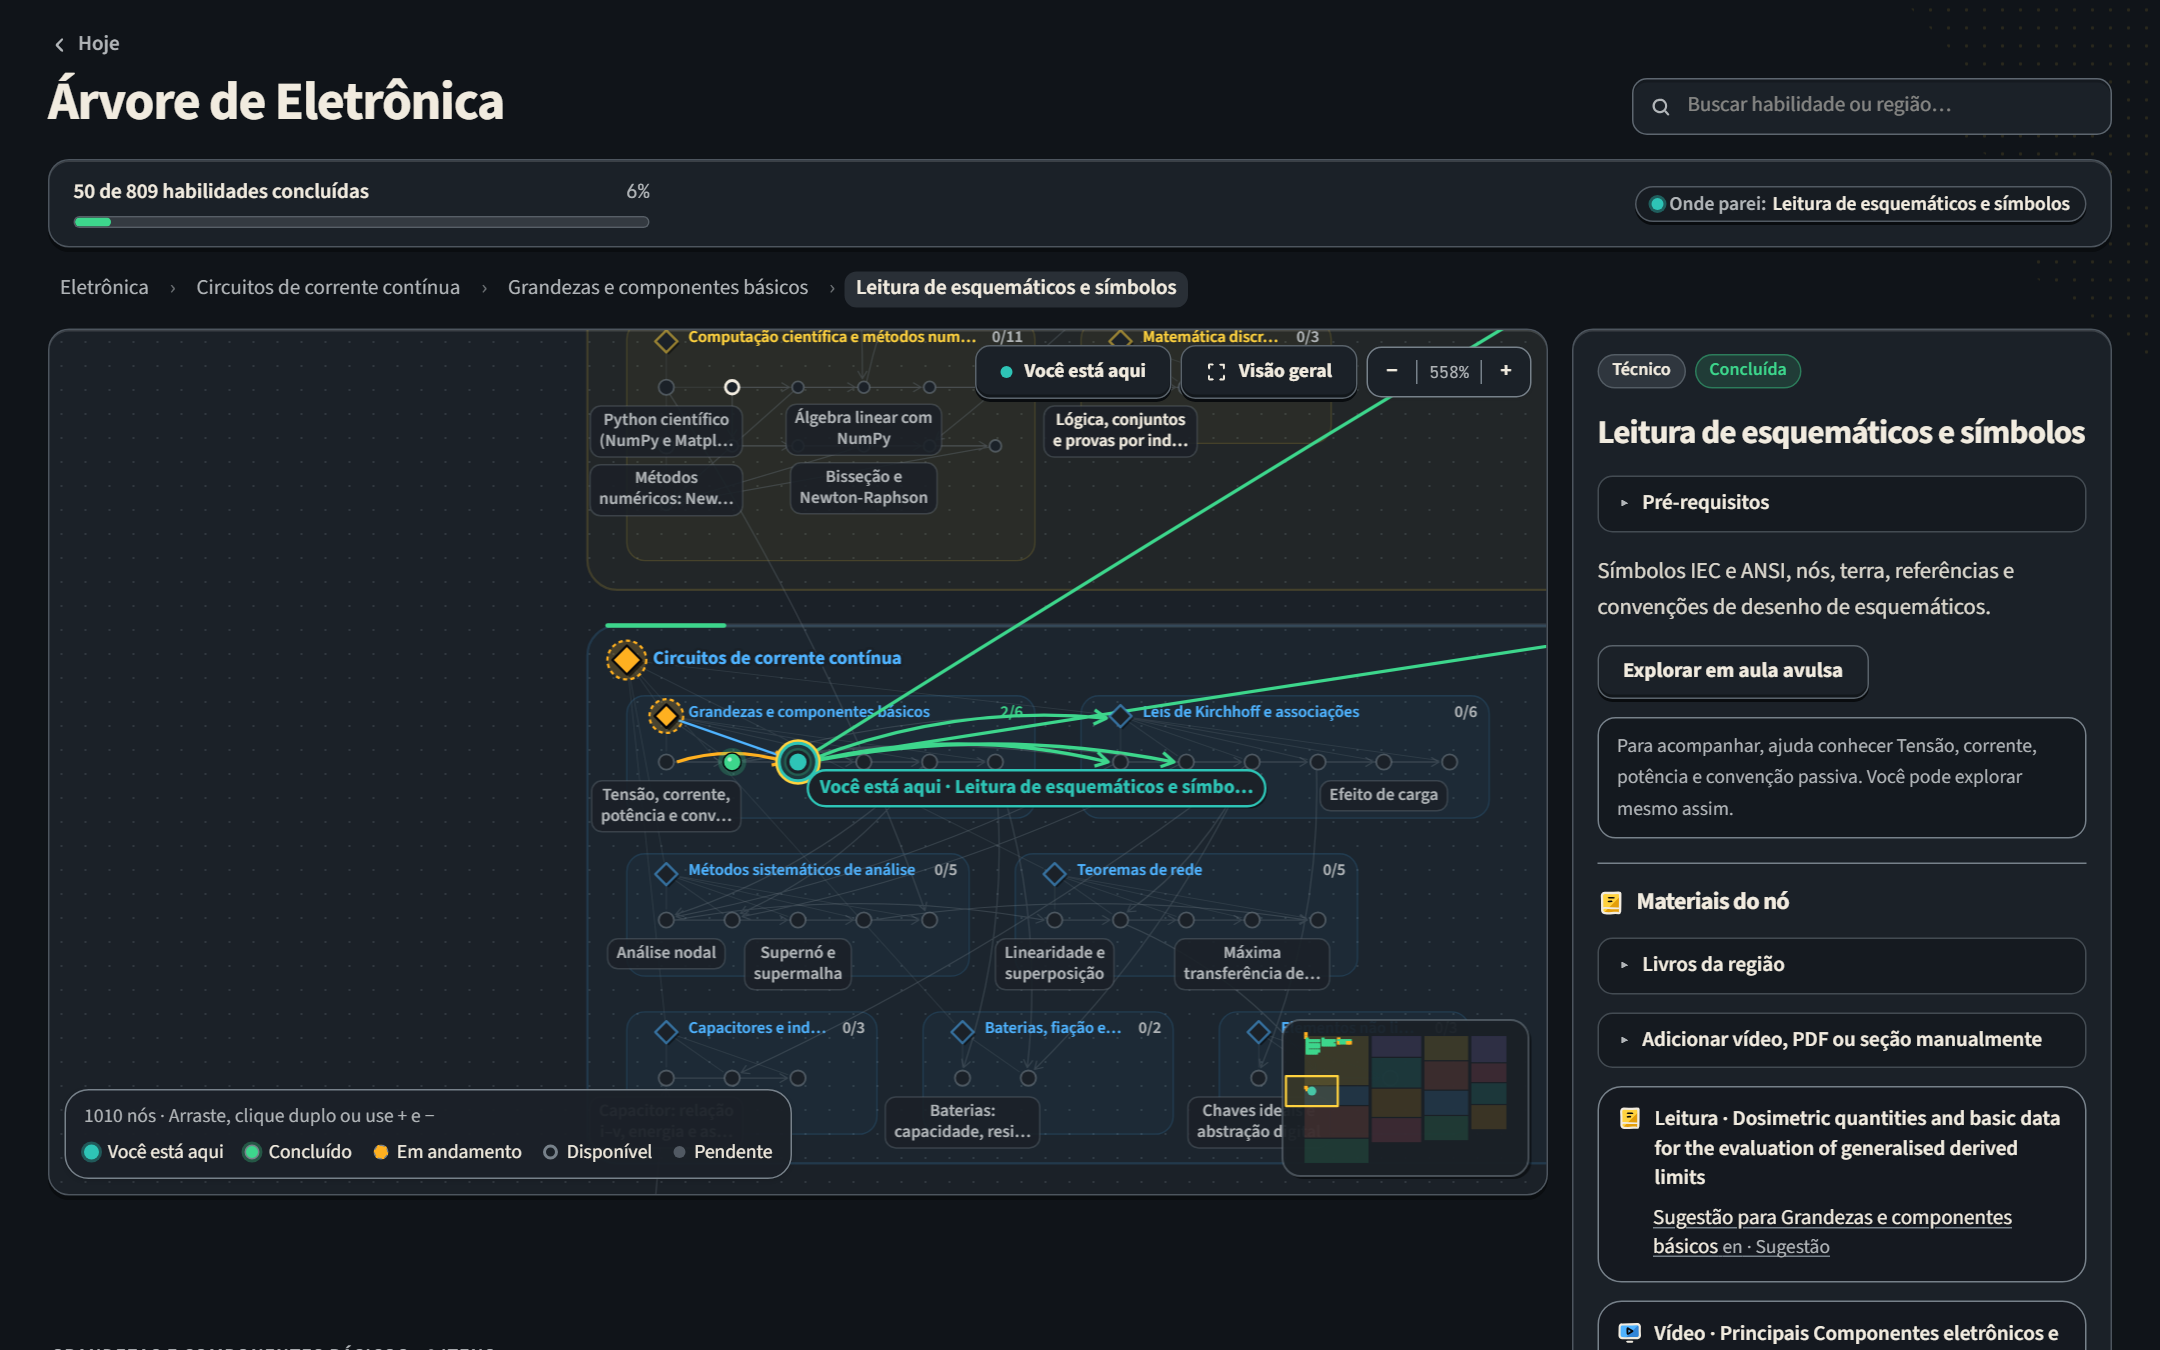 Hoje
Árvore de Eletrônica
Buscar habilidade ou região...
50 de 809 habilidades concluídas
6%
Onde parei: Leitura de esquemáticos e símbolos
Eletrônica › Circuitos de corrente contínua › Grandezas e componentes básicos › Leitura de esquemáticos e símbolos
Computação científica e métodos num... 0/11
Matemática discr... 0/3
Você está aqui
Visão geral
− 558% +
Python científico
(NumPy e Matpl...
Álgebra linear com
NumPy
Lógica, conjuntos
e provas por ind...
Métodos
numéricos: New...
Bisseção e
Newton-Raphson
Circuitos de corrente contínua
Grandezas e componentes básicos 2/6
Leis de Kirchhoff e associações 0/6
Você está aqui · Leitura de esquemáticos e símbo...
Tensão, corrente,
potência e conv...
Efeito de carga
Métodos sistemáticos de análise 0/5
Teoremas de rede 0/5
Análise nodal
Supernó e
supermalha
Linearidade e
superposição
Máxima
transferência de...
Capacitores e ind... 0/3
Baterias, fiação e... 0/2
Capacitor: relação
i–v, energia e as...
Baterias:
capacidade, resi...
Chaves ide
abstração d
1010 nós · Arraste, clique duplo ou use + e −
Você está aqui
Concluído
Em andamento
Disponível
Pendente
Técnico
Concluída
Leitura de esquemáticos e símbolos
Pré-requisitos
Símbolos IEC e ANSI, nós, terra, referências e
convenções de desenho de esquemáticos.
Explorar em aula avulsa
Para acompanhar, ajuda conhecer Tensão, corrente,
potência e convenção passiva. Você pode explorar
mesmo assim.
Materiais do nó
Livros da região
Adicionar vídeo, PDF ou seção manualmente
Leitura · Dosimetric quantities and basic data
for the evaluation of generalised derived
limits
Sugestão para Grandezas e componentes
básicos en · Sugestão
Vídeo · Principais Componentes eletrônicos e